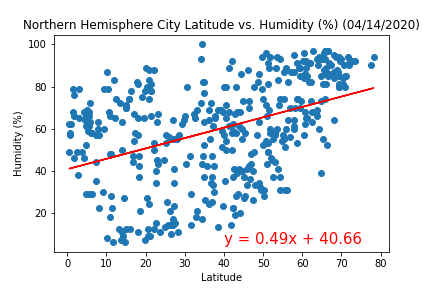 Northern Hemisphere City Latitude vs. Humidity (%) (04/14/2020)
100
80
60
40
20
Humidity (%)
y = 0.49x + 40.66
0 10 20 30 40 50 60 70 80
Latitude